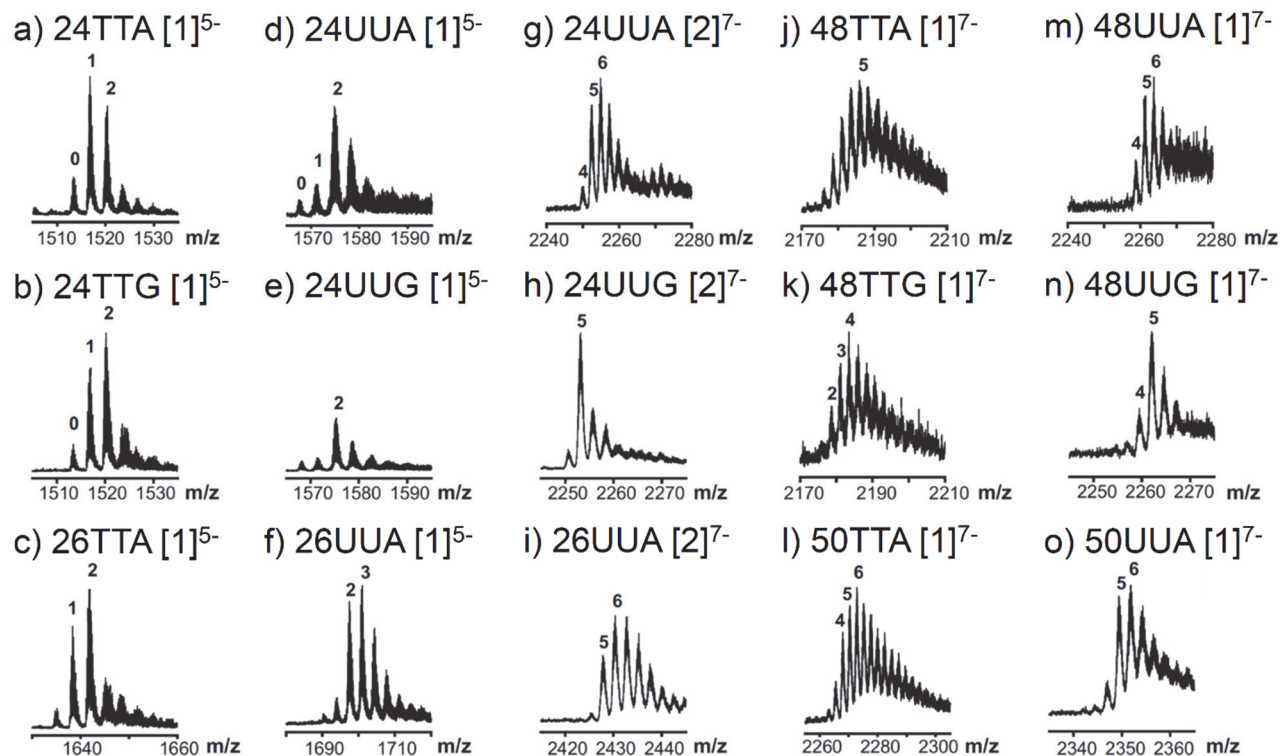 a) 24TTA [1]5-
1
2
0
1510 1520 1530 m/z
d) 24UUA [1]5-
2
1
0
1570 1580 1590 m/z
g) 24UUA [2]7-
6
5
4
2240 2260 2280 m/z
j) 48TTA [1]7-
5
2170 2190 2210 m/z
m) 48UUA [1]7-
6
5
4
2240 2260 2280 m/z
b) 24TTG [1]5-
2
1
0
1510 1520 1530 m/z
e) 24UUG [1]5-
2
1570 1580 1590 m/z
h) 24UUG [2]7-
5
2250 2260 2270 m/z
k) 48TTG [1]7-
4
3
2
2170 2190 2210 m/z
n) 48UUG [1]7-
5
4
2250 2260 2270 m/z
c) 26TTA [1]5-
2
1
1640 1660 m/z
f) 26UUA [1]5-
3
2
1690 1710 m/z
i) 26UUA [2]7-
6
5
2420 2430 2440 m/z
l) 50TTA [1]7-
6
5
4
2260 2280 2300 m/z
o) 50UUA [1]7-
6
5
2340 2350 2360 m/z